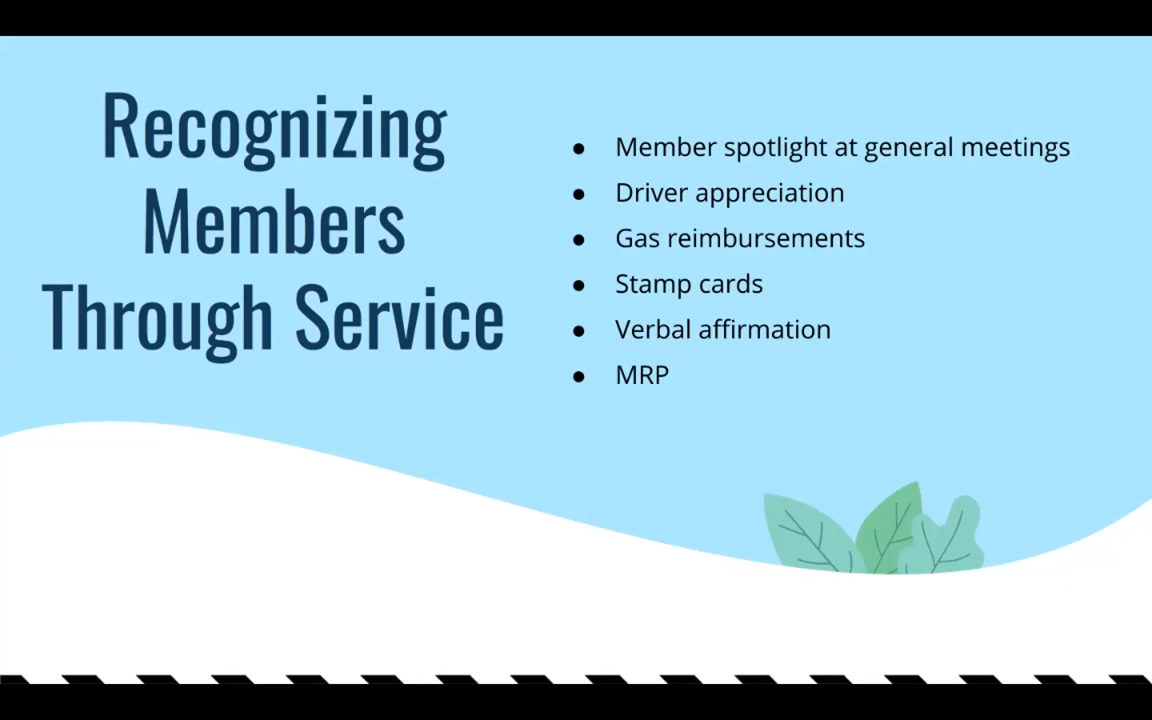 Recognizing
Members
Through Service
● Member spotlight at general meetings
● Driver appreciation
● Gas reimbursements
● Stamp cards
● Verbal affirmation
● MRP